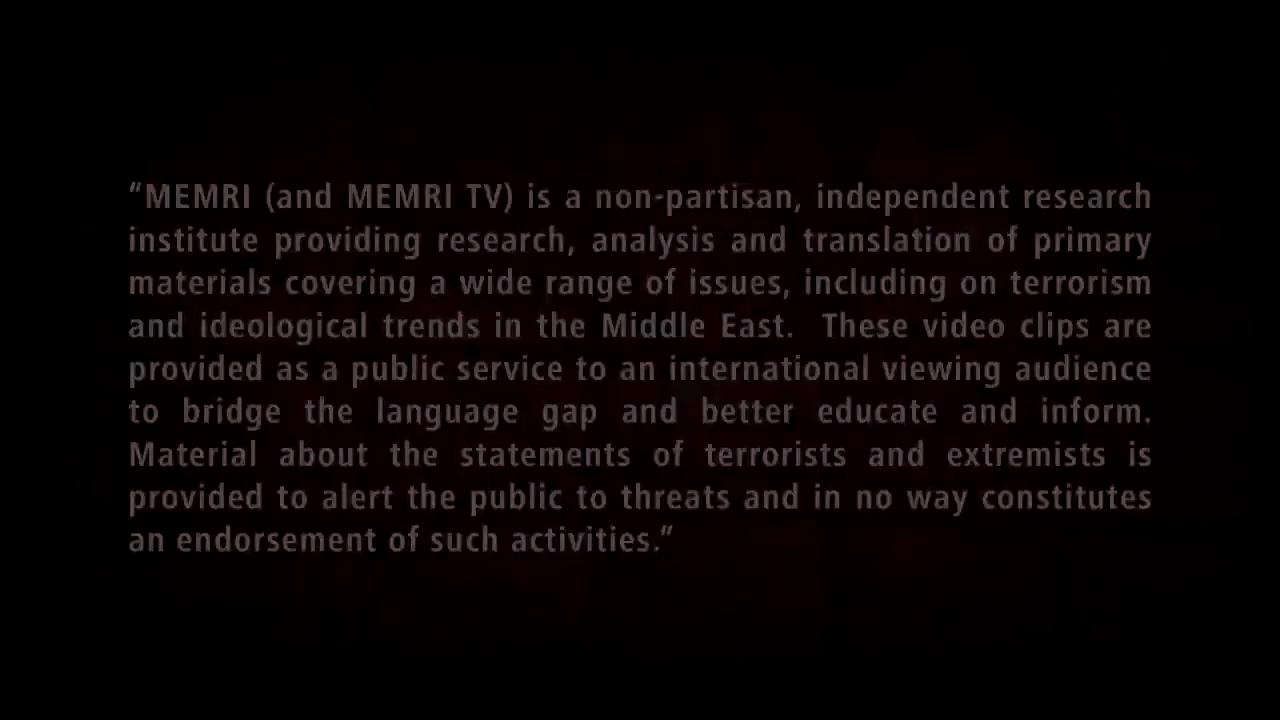 “MEMRI (and MEMRI TV) is a non-partisan, independent research
institute providing research, analysis and translation of primary
materials covering a wide range of issues, including on terrorism
and ideological trends in the Middle East.  These video clips are
provided as a public service to an international viewing audience
to bridge the language gap and better educate and inform.
Material about the statements of terrorists and extremists is
provided to alert the public to threats and in no way constitutes
an endorsement of such activities.”